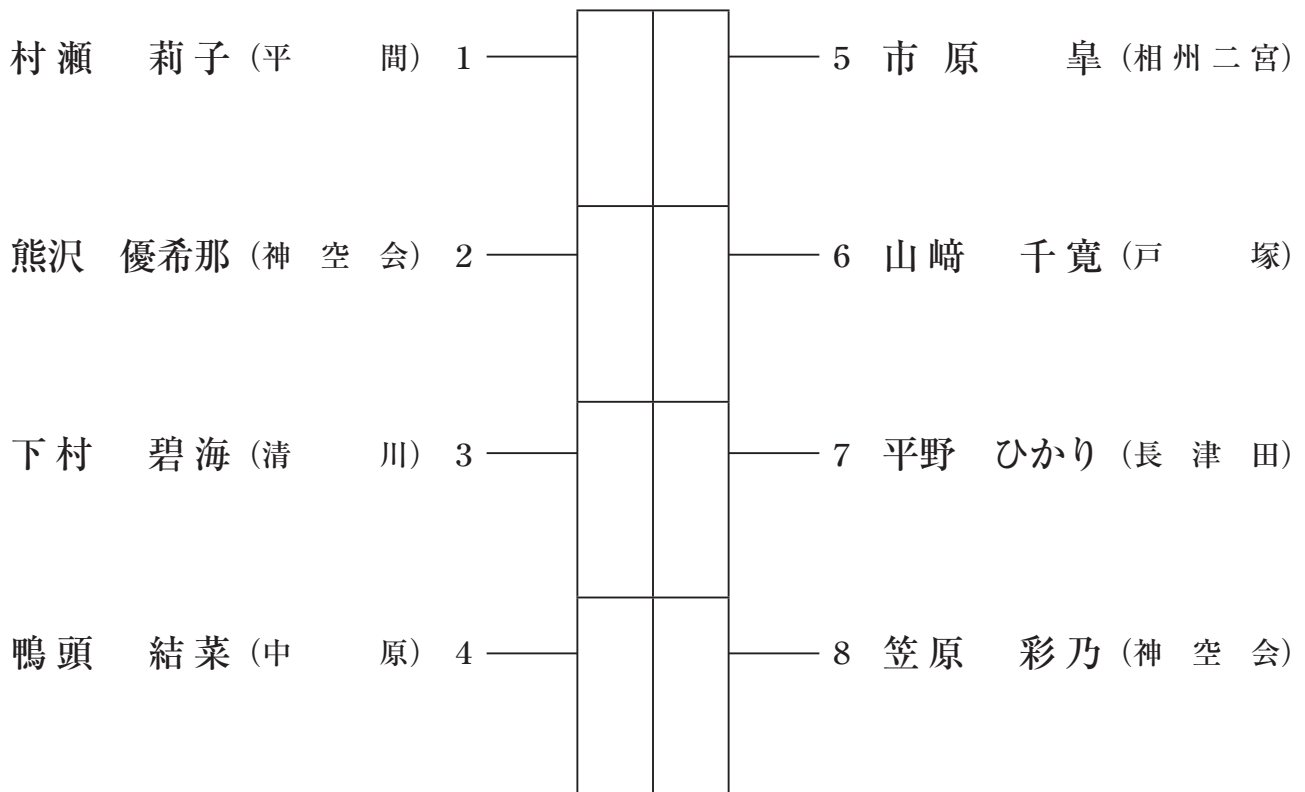 村瀬 莉子 (平 間) 1
5 市原 皐 (相州二宮)
熊沢 優希那 (神空会) 2
6 山﨑 千寛 (戸 塚)
下村 碧海 (清 川) 3
7 平野 ひかり (長津田)
鴨頭 結菜 (中 原) 4
8 笠原 彩乃 (神空会)